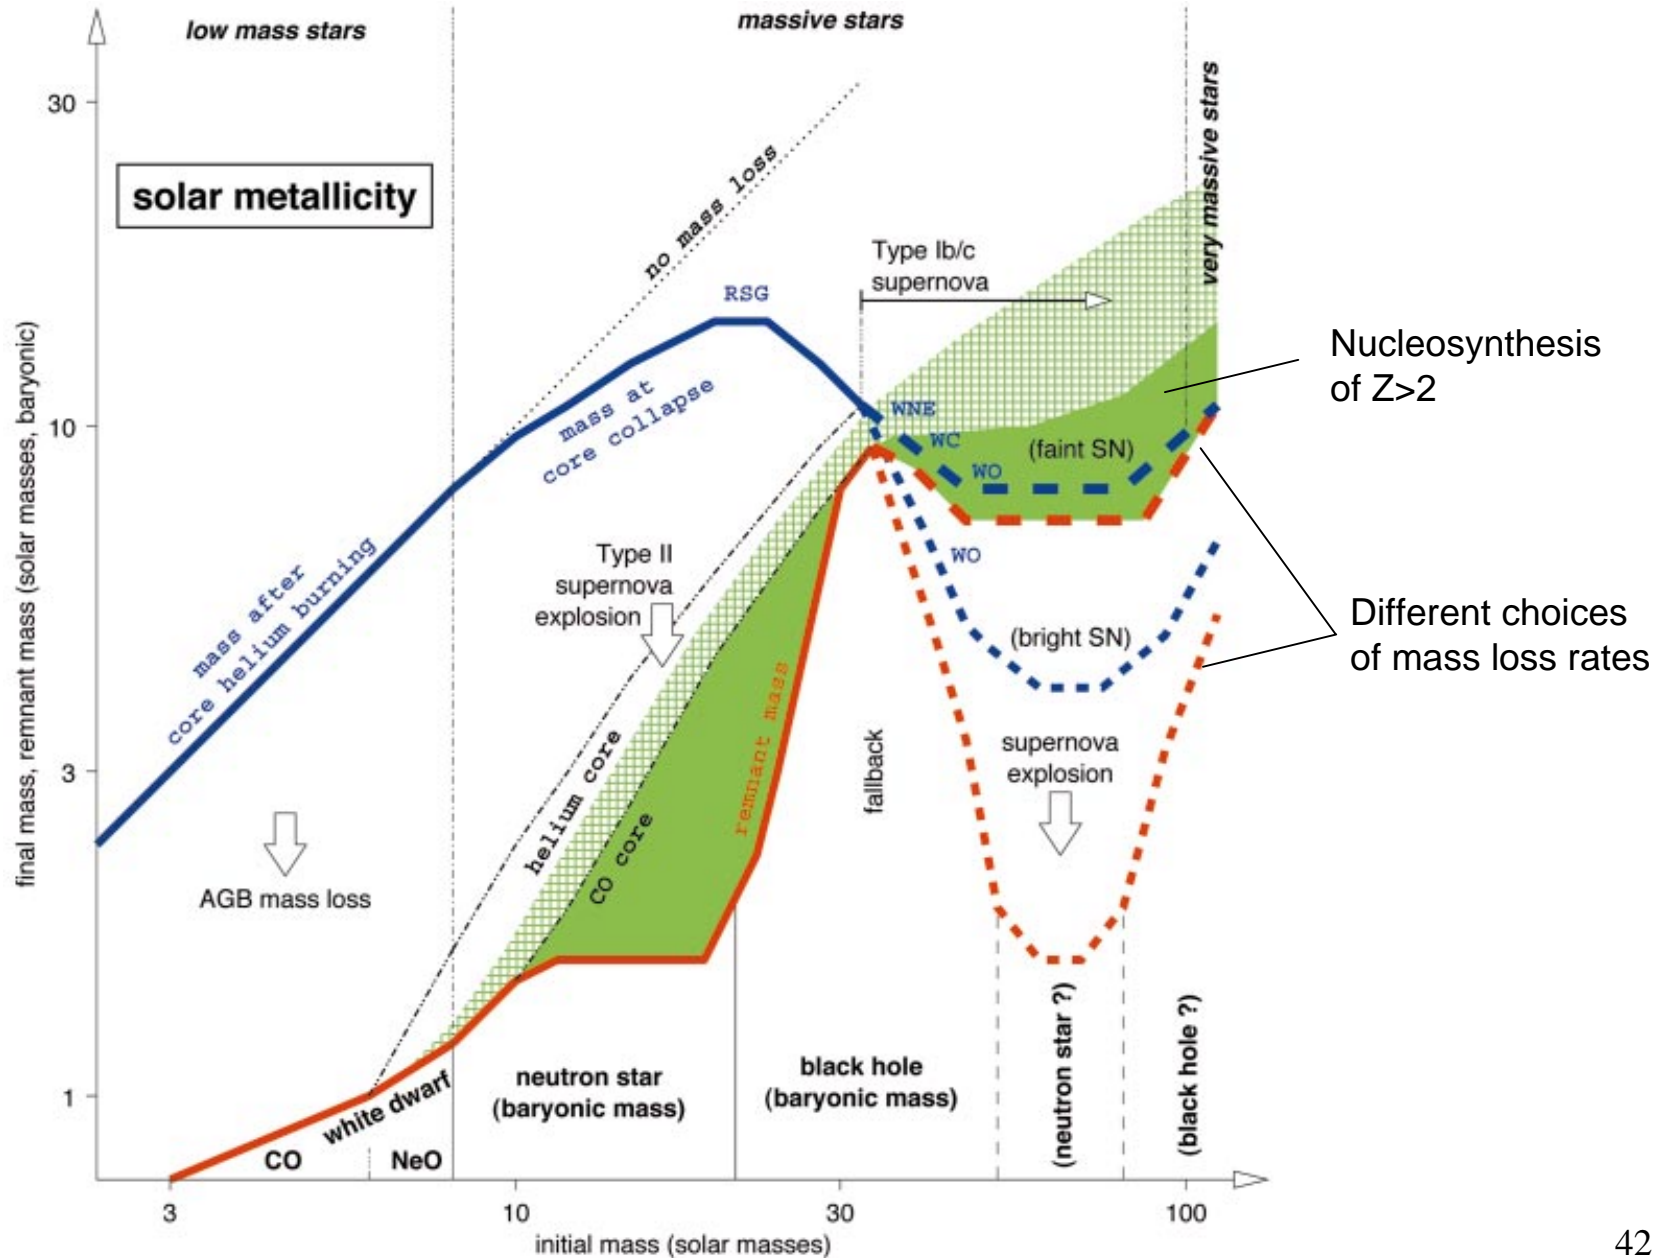 low mass stars
massive stars
very massive stars
30
solar metallicity
no mass loss
Type Ib/c
supernova
RSG
Nucleosynthesis
of Z>2
mass at
core collapse
10
WNE
WC
(faint SN)
WO
final mass, remnant mass (solar masses, baryonic)
mass after
core helium burning
Type II
supernova
explosion
WO
(bright SN)
Different choices
of mass loss rates
3
helium core
CO core
remnant mass
fallback
supernova
explosion
AGB mass loss
1
white dwarf
CO
NeO
neutron star
(baryonic mass)
black hole
(baryonic mass)
(neutron star ?)
(black hole ?)
3
10
30
100
initial mass (solar masses)
42